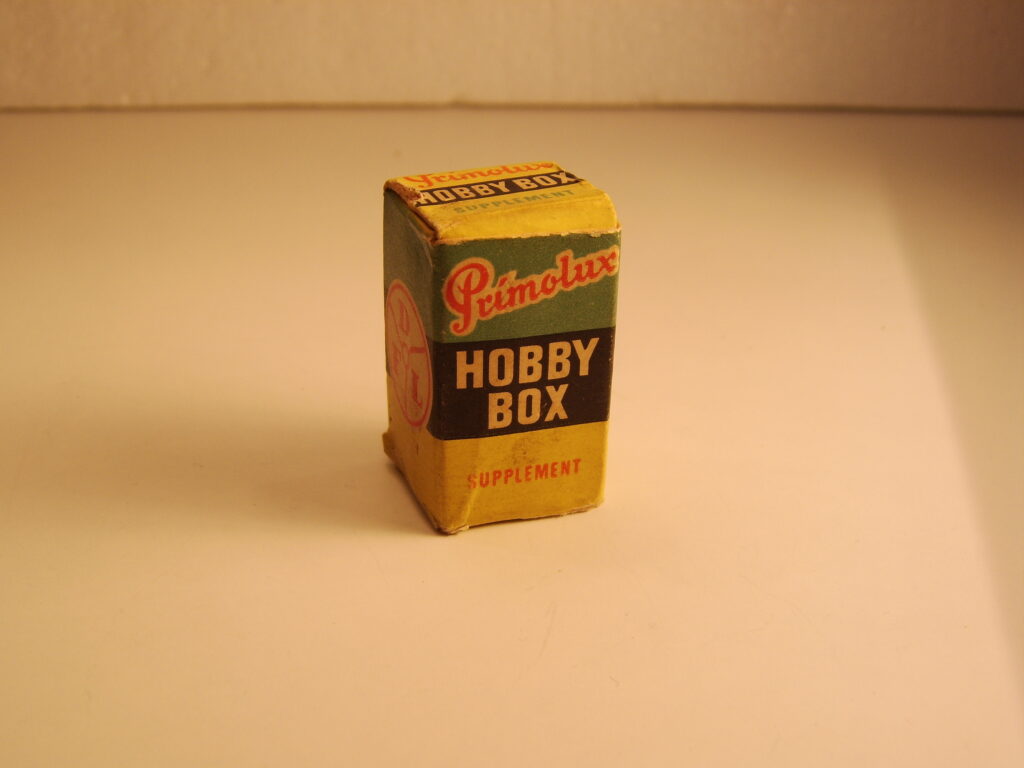 Primolux
HOBBY BOX
SUPPLEMENT
Primolux
HOBBY
BOX
SUPPLEMENT